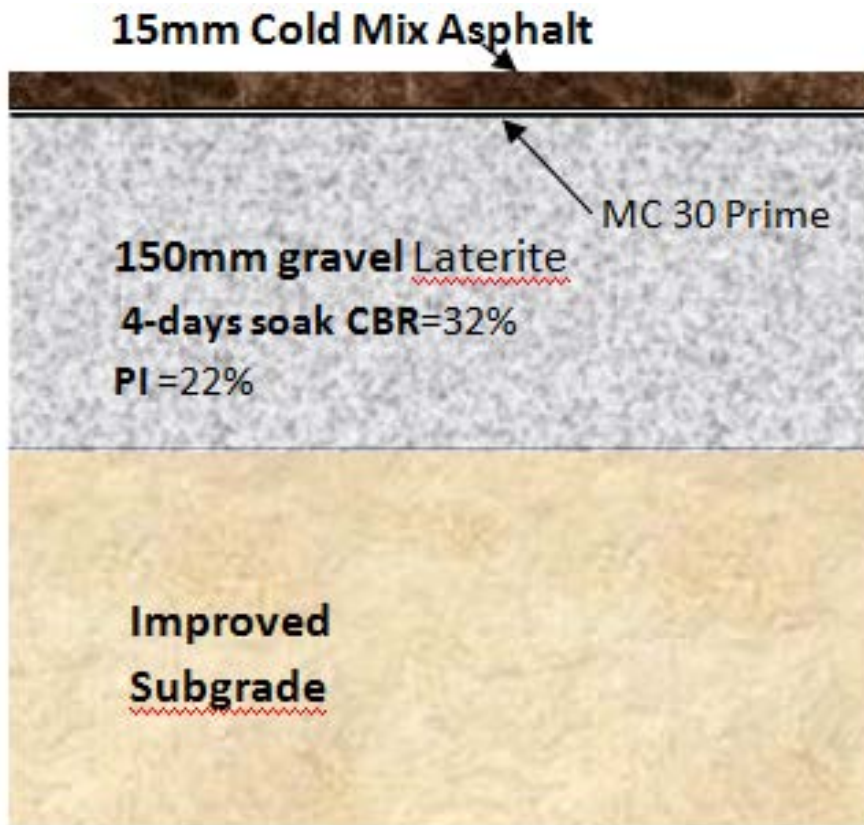 15mm Cold Mix Asphalt
MC 30 Prime
150mm gravel Laterite
4-days soak CBR=32%
PI =22%
Improved
Subgrade